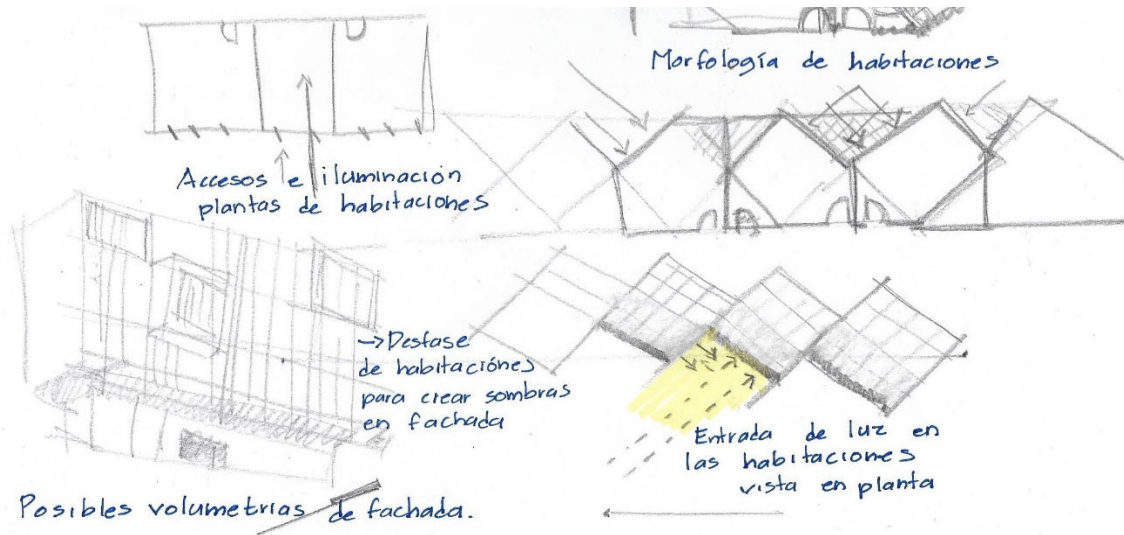 Morfología de habitaciones
Accesos e iluminación
plantas de habitaciones
→Desfase
de habitaciónes
para crear sombras
en fachada
Entrada de luz en
las habitaciones
vista en planta
Posibles volumetrias de fachada.